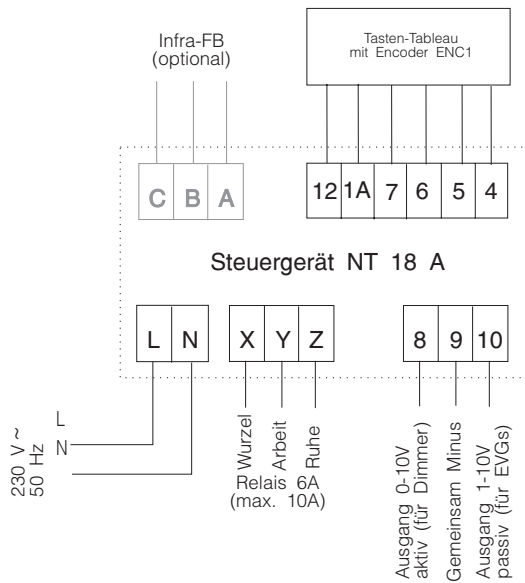 Infra-FB
(optional)
Tasten-Tableau
mit Encoder ENC1
C B A
12 1A 7 6 5 4
Steuergerät NT 18 A
L N
X Y Z
8 9 10
L
N
230 V ~
50 Hz
Wurzel
Arbeit
Ruhe
Relais 6A
(max. 10A)
Ausgang 0-10V
aktiv (für Dimmer)
Gemeinsam Minus
Ausgang 1-10V
passiv (für EVGs)